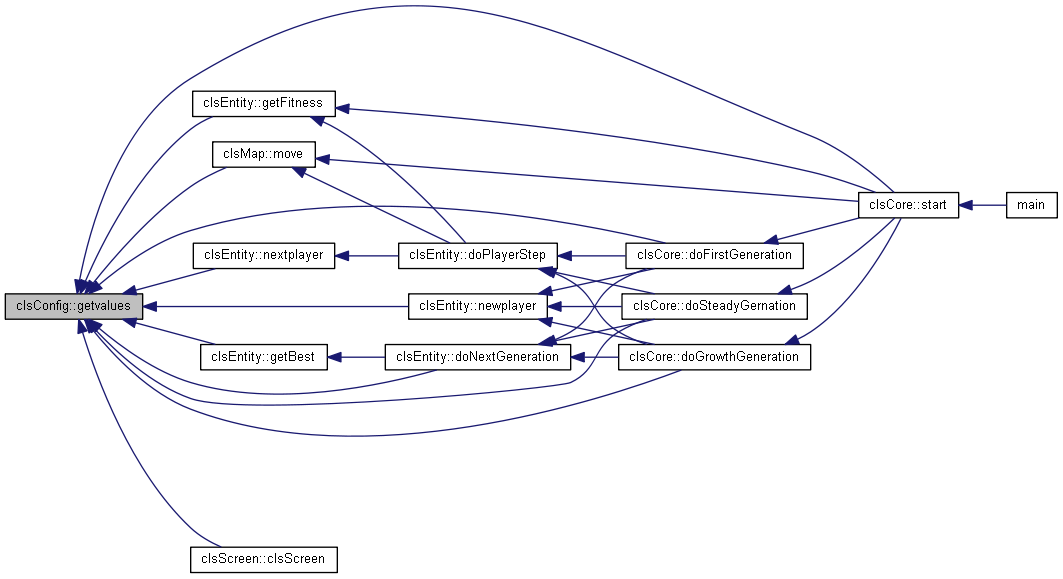 clsEntity::getFitness
clsMap::move
clsCore::start
main
clsEntity::nextplayer
clsEntity::doPlayerStep
clsCore::doFirstGeneration
clsConfig::getvalues
clsEntity::newplayer
clsCore::doSteadyGernation
clsEntity::getBest
clsEntity::doNextGeneration
clsCore::doGrowthGeneration
clsScreen::clsScreen